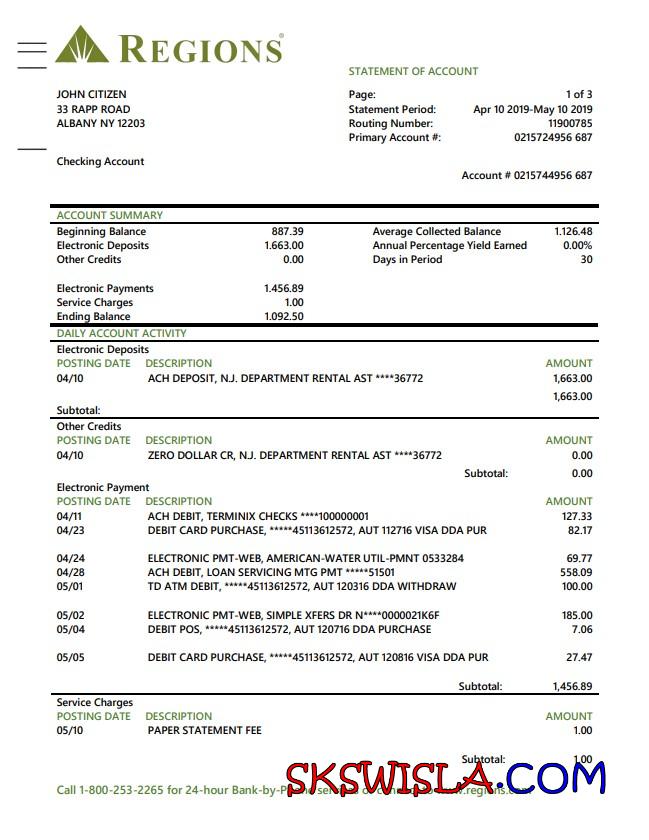 REGIONS®
STATEMENT OF ACCOUNT
JOHN CITIZEN
33 RAPP ROAD
ALBANY NY 12203
Page: 1 of 3
Statement Period: Apr 10 2019-May 10 2019
Routing Number: 11900785
Primary Account #: 0215724956 687
Checking Account
Account # 0215744956 687
ACCOUNT SUMMARY
Beginning Balance 887.39 Average Collected Balance 1.126.48
Electronic Deposits 1.663.00 Annual Percentage Yield Earned 0.00%
Other Credits 0.00 Days in Period 30
Electronic Payments 1.456.89
Service Charges 1.00
Ending Balance 1.092.50
DAILY ACCOUNT ACTIVITY
Electronic Deposits
POSTING DATE DESCRIPTION AMOUNT
04/10 ACH DEPOSIT, N.J. DEPARTMENT RENTAL AST ****36772 1,663.00
1,663.00
Subtotal:
Other Credits
POSTING DATE DESCRIPTION AMOUNT
04/10 ZERO DOLLAR CR, N.J. DEPARTMENT RENTAL AST ****36772 0.00
Subtotal: 0.00
Electronic Payment
POSTING DATE DESCRIPTION AMOUNT
04/11 ACH DEBIT, TERMINIX CHECKS ****100000001 127.33
04/23 DEBIT CARD PURCHASE, *****45113612572, AUT 112716 VISA DDA PUR 82.17
04/24 ELECTRONIC PMT-WEB, AMERICAN-WATER UTIL-PMNT 0533284 69.77
04/28 ACH DEBIT, LOAN SERVICING MTG PMT *****51501 558.09
05/01 TD ATM DEBIT, *****45113612572, AUT 120316 DDA WITHDRAW 100.00
05/02 ELECTRONIC PMT-WEB, SIMPLE XFERS DR N****0000021K6F 185.00
05/04 DEBIT POS, *****45113612572, AUT 120716 DDA PURCHASE 7.06
05/05 DEBIT CARD PURCHASE, *****45113612572, AUT 120816 VISA DDA PUR 27.47
Subtotal: 1,456.89
Service Charges
POSTING DATE DESCRIPTION AMOUNT
05/10 PAPER STATEMENT FEE 1.00
Subtotal: 1.00
SKSWISLA.COM
Call 1-800-253-2265 for 24-hour